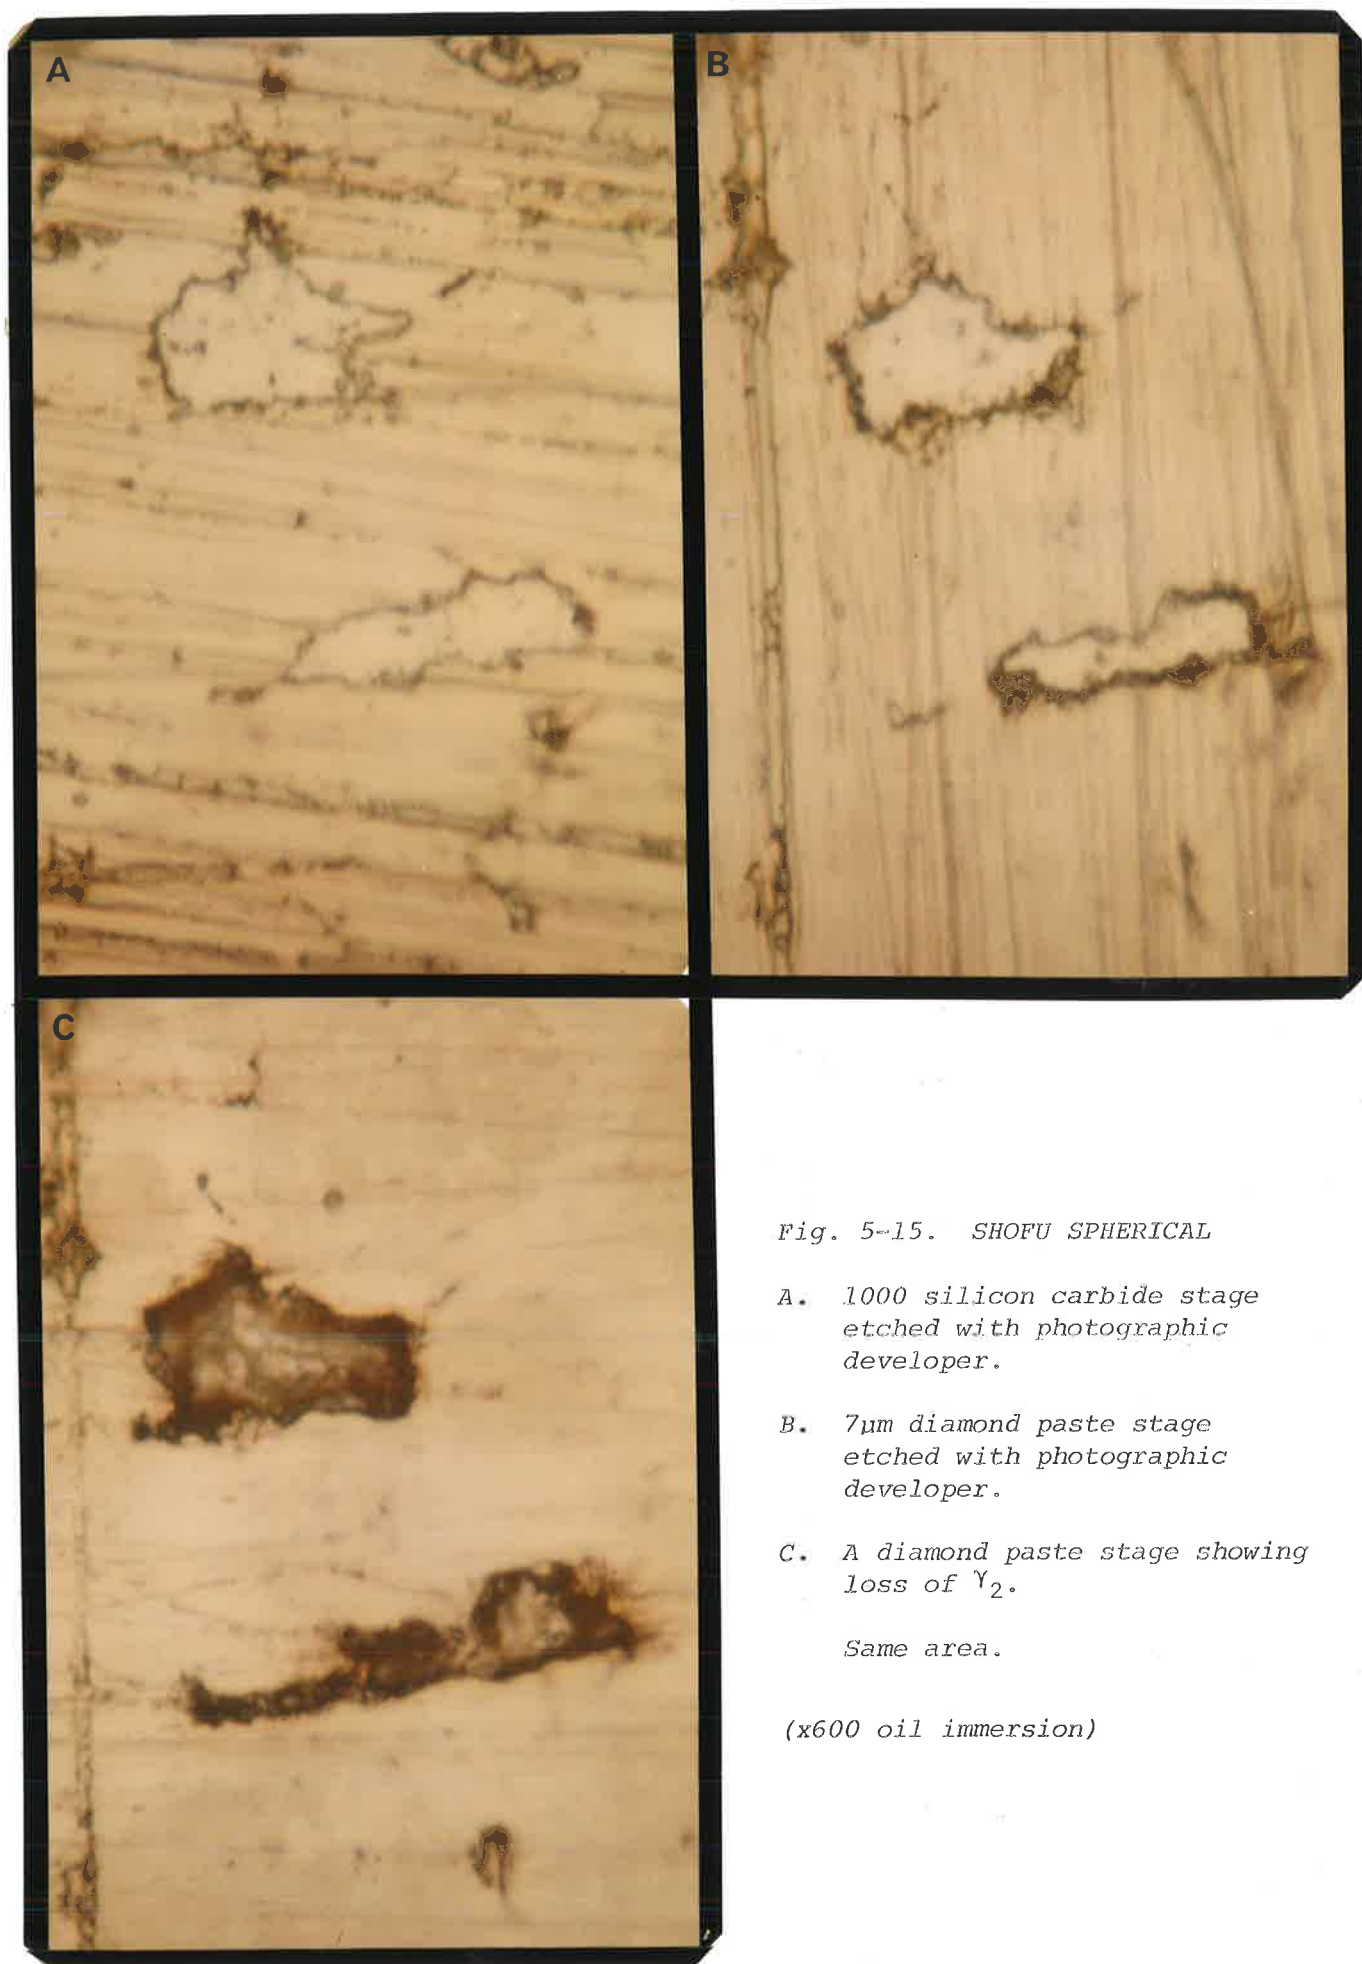 A
B
C
Fig. 5-15. SHOFU SPHERICAL
A. 1000 silicon carbide stage
etched with photographic
developer.
B. 7µm diamond paste stage
etched with photographic
developer.
C. A diamond paste stage showing
loss of γ₂.
Same area.
(x600 oil immersion)